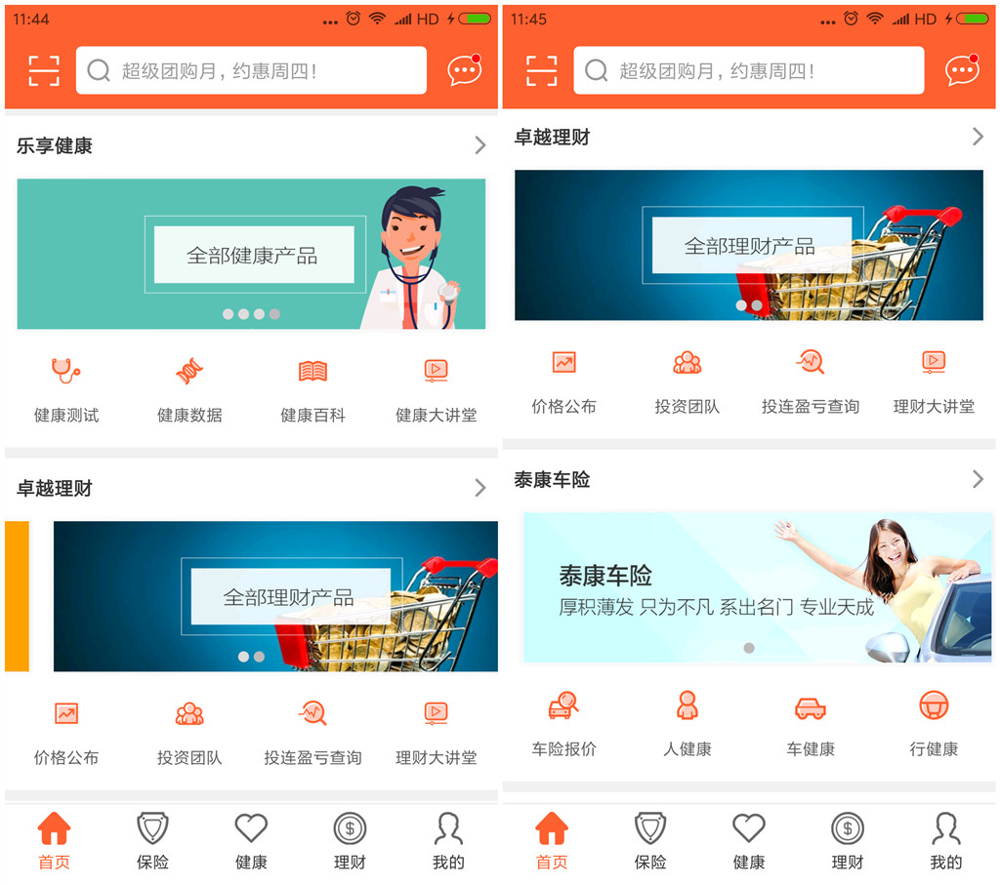 11:44
HD
超级团购月，约惠周四！
乐享健康
全部健康产品
健康测试 健康数据 健康百科 健康大讲堂
卓越理财
全部理财产品
价格公布 投资团队 投连盈亏查询 理财大讲堂
首页 保险 健康 理财 我的
11:45
HD
超级团购月，约惠周四！
卓越理财
全部理财产品
价格公布 投资团队 投连盈亏查询 理财大讲堂
泰康车险
泰康车险
厚积薄发 只为不凡 系出名门 专业天成
车险报价 人健康 车健康 行健康
首页 保险 健康 理财 我的